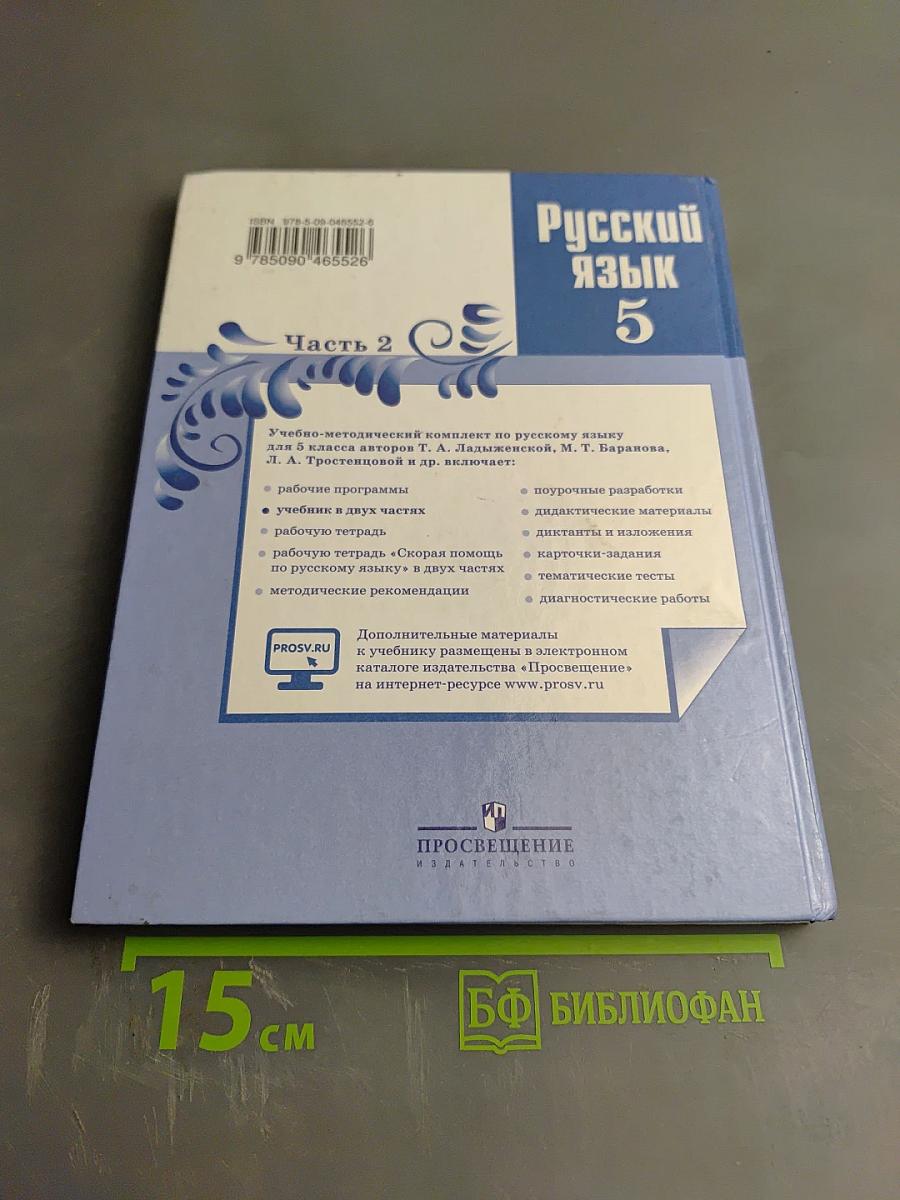 ISBN 978-5-09-046552-6
9 785090 465526
Русский
язык
5
Часть 2
Учебно-методический комплект по русскому языку
для 5 класса авторов Т. А. Ладыженской, М. Т. Баранова,
Л. А. Тростенцовой и др. включает:
рабочие программы
учебник в двух частях
рабочую тетрадь
рабочую тетрадь «Скорая помощь
по русскому языку» в двух частях
методические рекомендации
поурочные разработки
дидактические материалы
диктанты и изложения
карточки-задания
тематические тесты
диагностические работы
PROSV.RU
Дополнительные материалы
к учебнику размещены в электронном
каталоге издательства «Просвещение»
на интернет-ресурсе www.prosv.ru
ПРОСВЕЩЕНИЕ
ИЗДАТЕЛЬСТВО
15 см
БФ БИБЛИОФАН